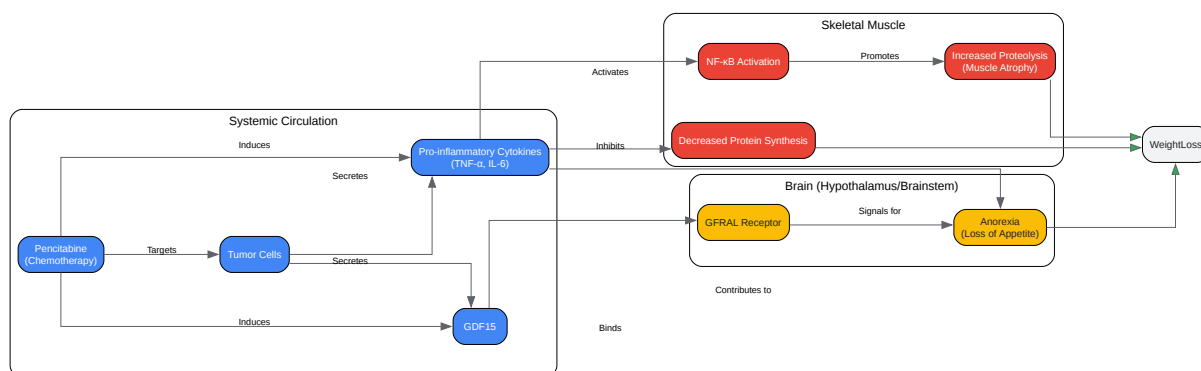 Skeletal Muscle
NF-κB Activation
Promotes
Increased Proteolysis
(Muscle Atrophy)
Activates
Systemic Circulation
Induces
Pro-inflammatory Cytokines
(TNF-α, IL-6)
Inhibits
Decreased Protein Synthesis
WeightLoss
Secretes
Brain (Hypothalamus/Brainstem)
GFRAL Receptor
Signals for
Anorexia
(Loss of Appetite)
Pencitabine
(Chemotherapy)
Targets
Tumor Cells
Secretes
Contributes to
Induces
GDF15
Binds